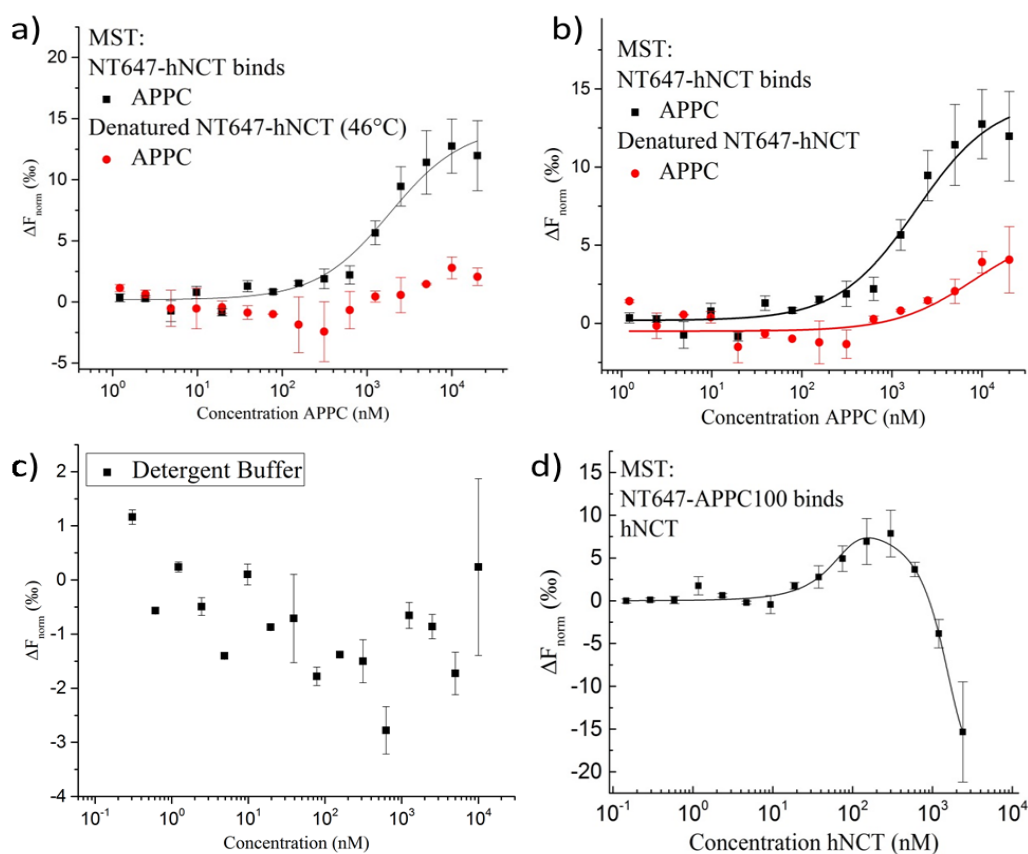 a)
MST:
NT647-hNCT binds
APPC
Denatured NT647-hNCT (46°C)
APPC
ΔFnorm (‰)
15
10
5
0
-5
10⁰
10¹
10²
10³
10⁴
Concentration APPC (nM)
b)
MST:
NT647-hNCT binds
APPC
Denatured NT647-hNCT
APPC
ΔFnorm (‰)
15
10
5
0
10⁰
10¹
10²
10³
10⁴
Concentration APPC (nM)
c)
Detergent Buffer
ΔFnorm (‰)
2
1
0
-1
-2
-3
-4
10⁻¹
10⁰
10¹
10²
10³
10⁴
Concentration (nM)
d)
MST:
NT647-APPC100 binds
hNCT
ΔFnorm (‰)
15
10
5
0
-5
-10
-15
-20
10⁻¹
10⁰
10¹
10²
10³
10⁴
Concentration hNCT (nM)